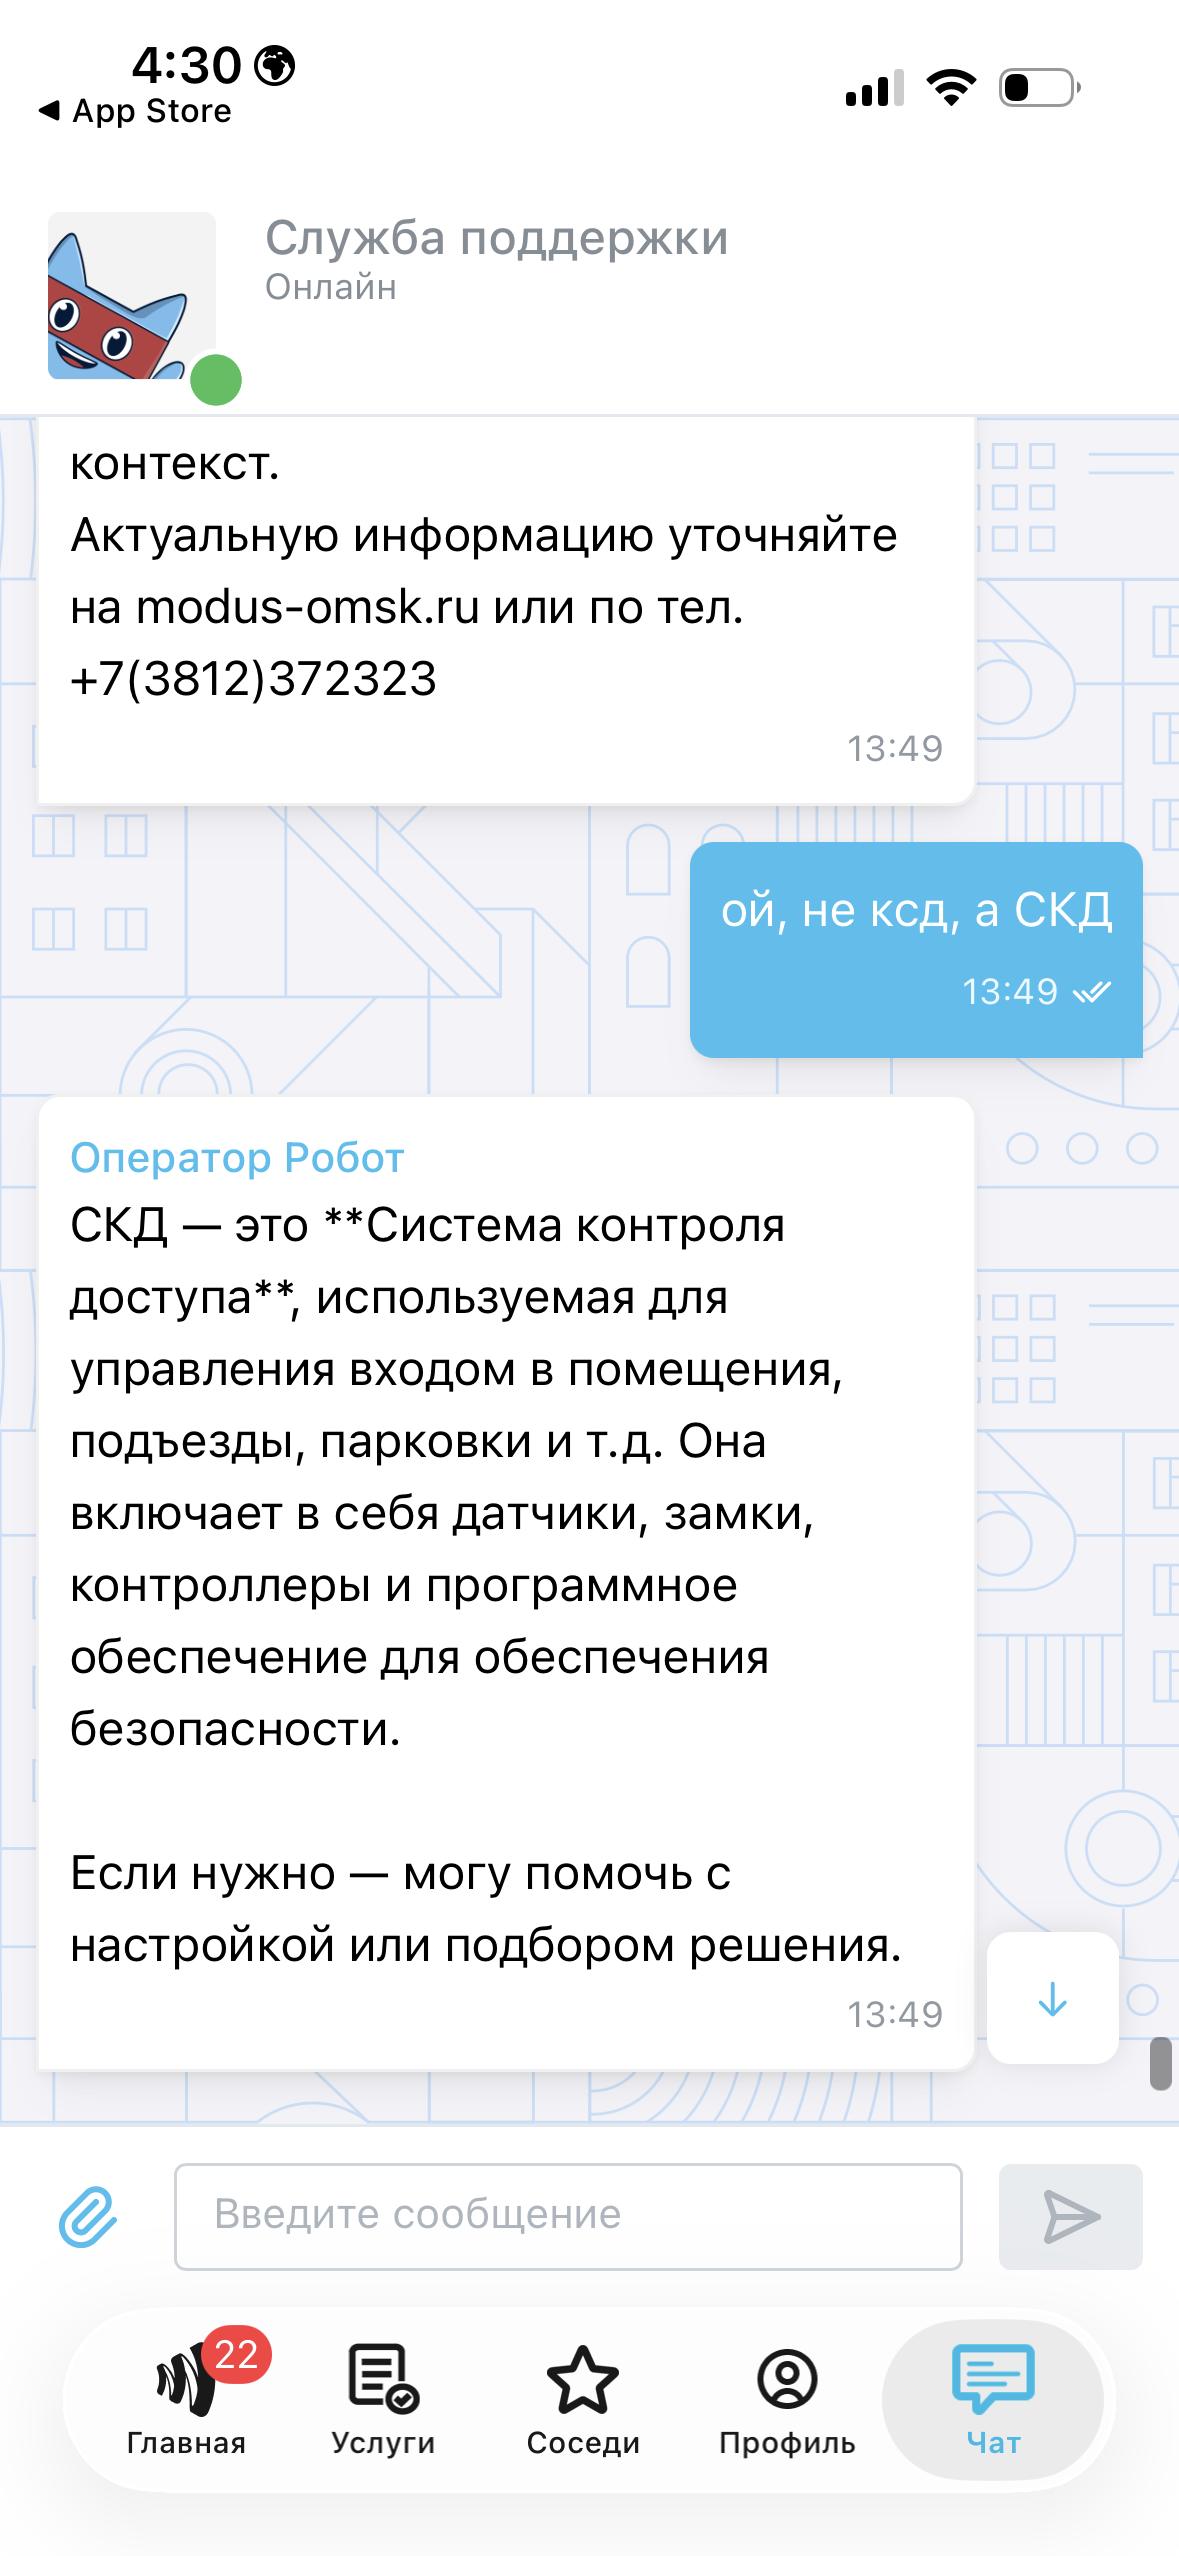 4:30
App Store
Служба поддержки
Онлайн
контекст.
Актуальную информацию уточняйте
на modus-omsk.ru или по тел.
+7(3812)372323
13:49
ой, не ксд, а СКД
13:49
Оператор Робот
СКД — это **Система контроля
доступа**, используемая для
управления входом в помещения,
подъезды, парковки и т.д. Она
включает в себя датчики, замки,
контроллеры и программное
обеспечение для обеспечения
безопасности.
Если нужно — могу помочь с
настройкой или подбором решения.
13:49
Введите сообщение
22
Главная
Услуги
Соседи
Профиль
Чат